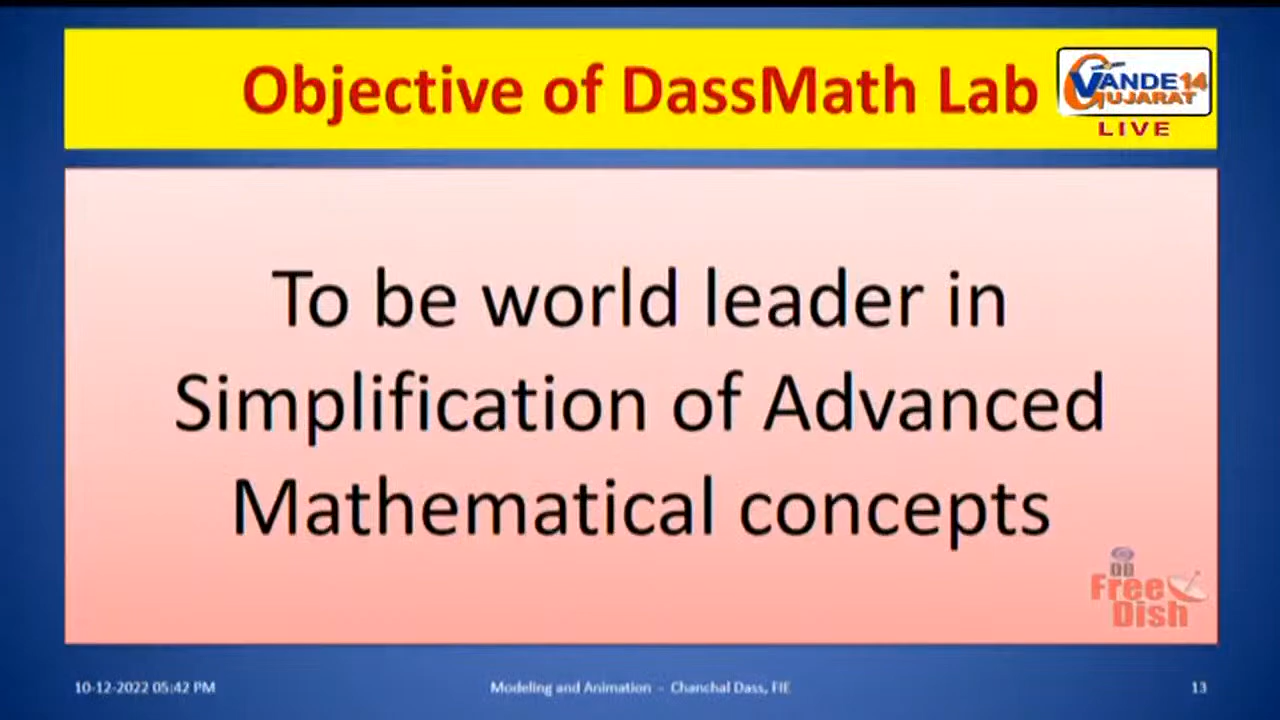 Objective of DassMath Lab
VANDE 14
GUJARAT
LIVE
To be world leader in
Simplification of Advanced
Mathematical concepts
DD
Free
Dish
10-12-2022 05:42 PM
Modeling and Animation - Chanchal Dass, FIE
13